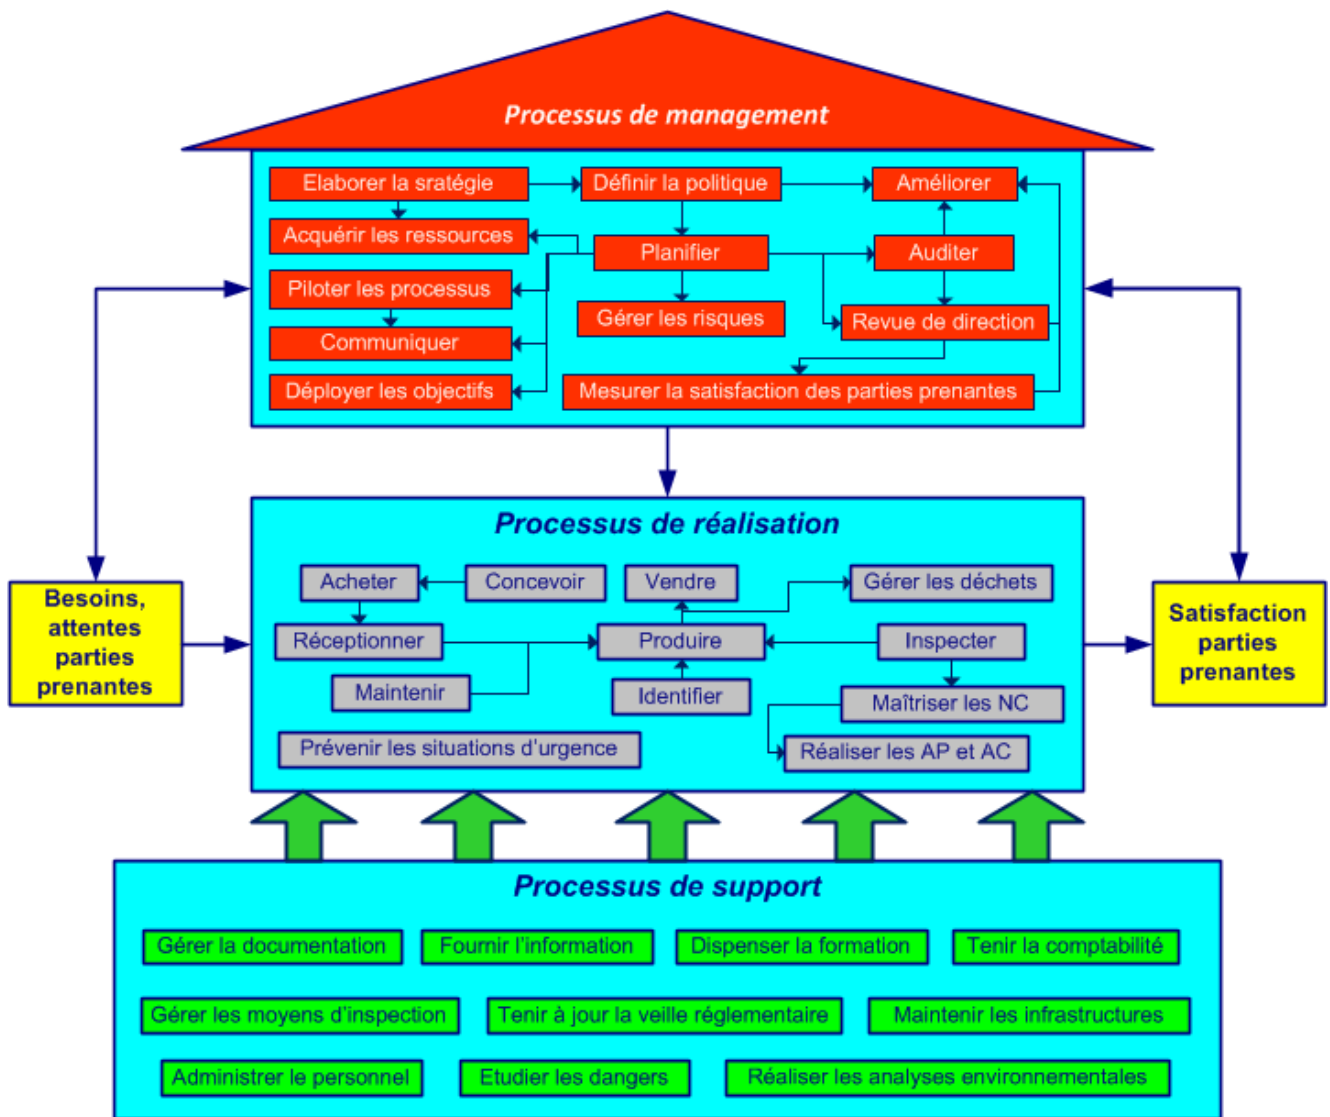 Processus de management
Elaborer la sratégie
Définir la politique
Améliorer
Acquérir les ressources
Planifier
Auditer
Piloter les processus
Gérer les risques
Revue de direction
Communiquer
Déployer les objectifs
Mesurer la satisfaction des parties prenantes
Processus de réalisation
Besoins,
attentes
parties
prenantes
Acheter
Concevoir
Vendre
Gérer les déchets
Réceptionner
Produire
Inspecter
Maintenir
Identifier
Maîtriser les NC
Prévenir les situations d'urgence
Réaliser les AP et AC
Satisfaction
parties
prenantes
Processus de support
Gérer la documentation
Fournir l'information
Dispenser la formation
Tenir la comptabilité
Gérer les moyens d'inspection
Tenir à jour la veille réglementaire
Maintenir les infrastructures
Administrer le personnel
Etudier les dangers
Réaliser les analyses environnementales